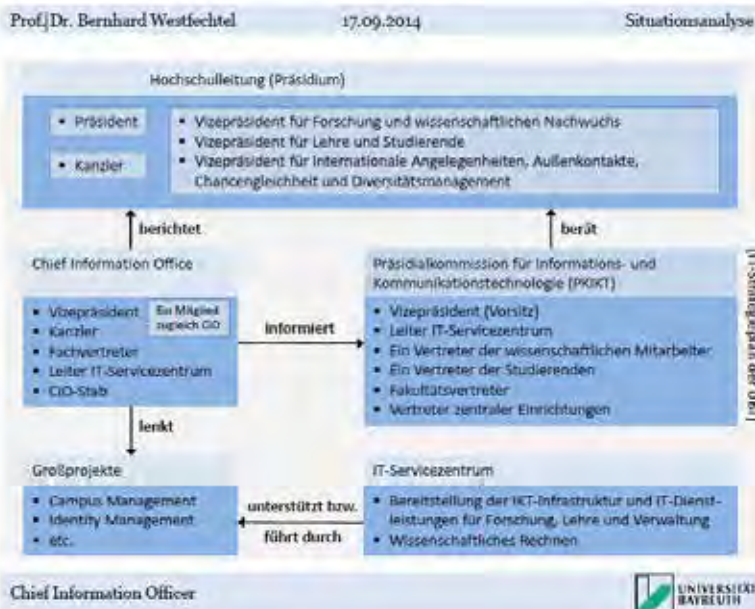 Prof. Dr. Bernhard Westfechtel
17.09.2014
Situationsanalyse
Hochschulleitung (Präsidium)
▪ Präsident
▪ Kanzler
▪ Vizepräsident für Forschung und wissenschaftlichen Nachwuchs
▪ Vizepräsident für Lehre und Studierende
▪ Vizepräsident für Internationale Angelegenheiten, Außenkontakte,
Chancengleichheit und Diversitätsmanagement
berichtet
berät
Chief Information Office
▪ Vizepräsident
▪ Kanzler
▪ Fachvertreter
▪ Leiter IT-Servicezentrum
▪ CIO-Stab
Ein Mitglied
zugleich CIO
informiert
Präsidialkommission für Informations- und
Kommunikationstechnologie (PKIKT)
▪ Vizepräsident (Vorsitz)
▪ Leiter IT-Servicezentrum
▪ Ein Vertreter der wissenschaftlichen Mitarbeiter
▪ Ein Vertreter der Studierenden
▪ Fakultätsvertreter
▪ Vertreter zentraler Einrichtungen
lenkt
Großprojekte
▪ Campus Management
▪ Identity Management
▪ etc.
unterstützt bzw.
führt durch
IT-Servicezentrum
▪ Bereitstellung der IKT-Infrastruktur und IT-Dienst-
leistungen für Forschung, Lehre und Verwaltung
▪ Wissenschaftliches Rechnen
Chief Information Officer
UNIVERSITÄT
BAYREUTH